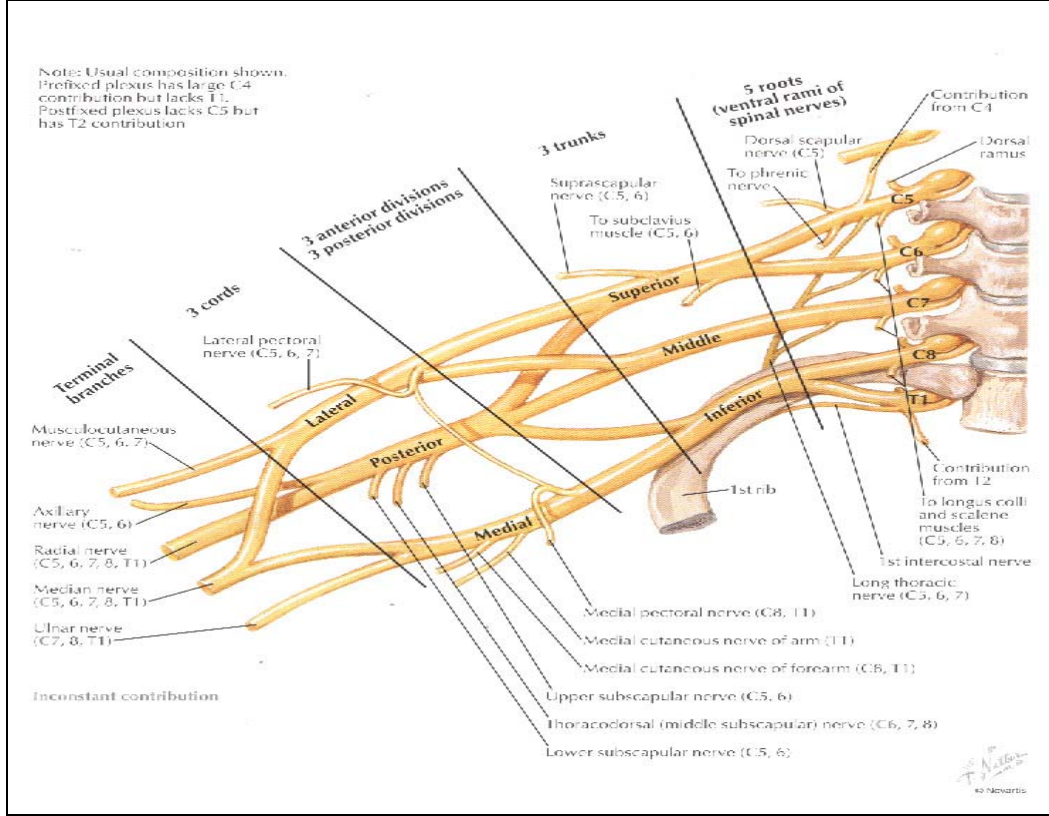 Note: Usual composition shown.
Prefixed plexus has large C4
contribution but lacks T1.
Postfixed plexus lacks C5 but
has T2 contribution
5 roots
(ventral rami of
spinal nerves)
Contribution
from C4
3 trunks
Dorsal scapular
nerve (C5)
Dorsal
ramus
To phrenic
nerve
Suprascapular
nerve (C5, 6)
To subclavius
muscle (C5, 6)
3 anterior divisions
3 posterior divisions
3 cords
Lateral pectoral
nerve (C5, 6, 7)
Terminal
branches
C5
C6
C7
C8
T1
Superior
Middle
Inferior
Lateral
Posterior
Medial
Musculocutaneous
nerve (C5, 6, 7)
Axillary
nerve (C5, 6)
Radial nerve
(C5, 6, 7, 8, T1)
Median nerve
(C5, 6, 7, 8, T1)
Ulnar nerve
(C7, 8, T1)
1st rib
Contribution
from T2
To longus colli
and scalene
muscles
(C5, 6, 7, 8)
1st intercostal nerve
Long thoracic
nerve (C5, 6, 7)
Medial pectoral nerve (C8, T1)
Medial cutaneous nerve of arm (T1)
Medial cutaneous nerve of forearm (C8, T1)
Upper subscapular nerve (C5, 6)
Thoracodorsal (middle subscapular) nerve (C6, 7, 8)
Lower subscapular nerve (C5, 6)
Inconstant contribution
F. Netter
M.D.
© Novartis